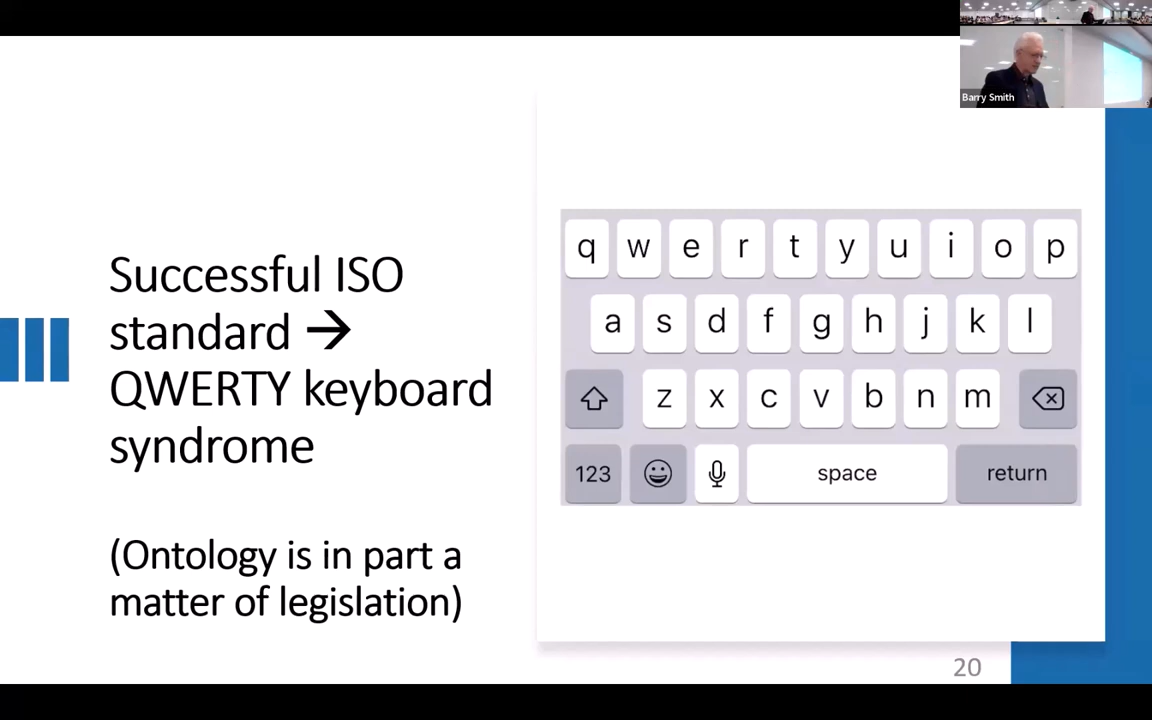 Barry Smith
Successful ISO
standard →
QWERTY keyboard
syndrome
(Ontology is in part a
matter of legislation)
q w e r t y u i o p
a s d f g h j k l
z x c v b n m
123 space return
20